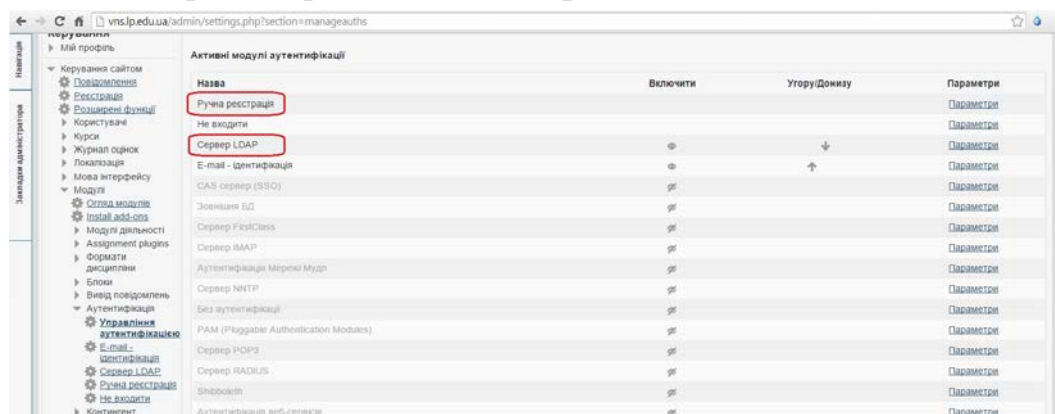 vns.lp.edu.ua/admin/settings.php?section=manageauths
Навігація
Закладки адміністратора
Керування
Мій профіль
Керування сайтом
Повідомлення
Реєстрація
Розширені функції
Користувачі
Курси
Журнал оцінок
Локалізація
Мова інтерфейсу
Модулі
Огляд модулів
Install add-ons
Модулі діяльності
Assignment plugins
Формати
дисципліни
Блоки
Вивід повідомлень
Аутентифікація
Управління
аутентифікацією
E-mail -
ідентифікація
Сервер LDAP
Ручна реєстрація
Не входити
Контингент
Активні модулі аутентифікації
Назва Включити Угору/Донизу Параметри
Ручна реєстрація Параметри
Не входити Параметри
Сервер LDAP Параметри
E-mail - ідентифікація Параметри
CAS сервер (SSO) Параметри
Зовнішня БД Параметри
Сервер FirstClass Параметри
Сервер IMAP Параметри
Аутентифікація Мережі Мудл Параметри
Сервер NNTP Параметри
Без аутентифікації Параметри
PAM (Pluggable Authentication Modules) Параметри
Сервер POP3 Параметри
Сервер RADIUS Параметри
Shibboleth Параметри
Аутентифікація веб-сервісів Параметри